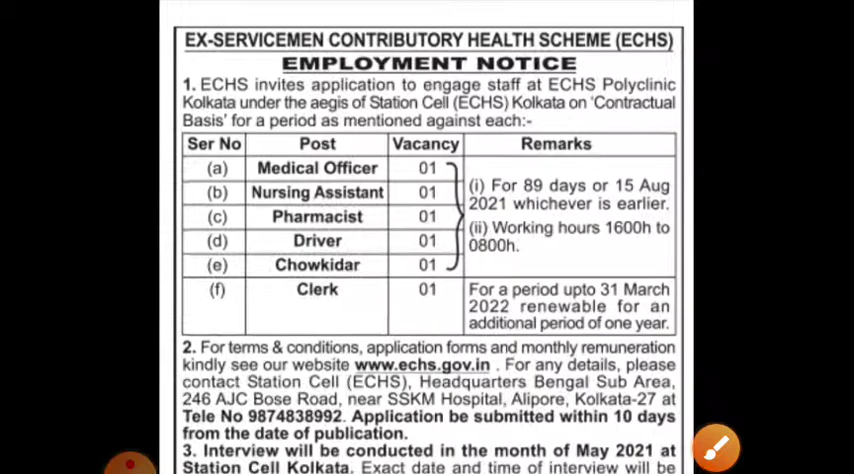 EX-SERVICEMEN CONTRIBUTORY HEALTH SCHEME (ECHS)
EMPLOYMENT NOTICE
1. ECHS invites application to engage staff at ECHS Polyclinic
Kolkata under the aegis of Station Cell (ECHS) Kolkata on 'Contractual
Basis' for a period as mentioned against each:-
Ser No Post Vacancy Remarks
(a) Medical Officer 01
(b) Nursing Assistant 01
(c) Pharmacist 01
(d) Driver 01
(e) Chowkidar 01
(i) For 89 days or 15 Aug
2021 whichever is earlier.
(ii) Working hours 1600h to
0800h.
(f) Clerk 01 For a period upto 31 March
2022 renewable for an
additional period of one year.
2. For terms & conditions, application forms and monthly remuneration
kindly see our website www.echs.gov.in . For any details, please
contact Station Cell (ECHS), Headquarters Bengal Sub Area,
246 AJC Bose Road, near SSKM Hospital, Alipore, Kolkata-27 at
Tele No 9874838992. Application be submitted within 10 days
from the date of publication.
3. Interview will be conducted in the month of May 2021 at
Station Cell Kolkata. Exact date and time of interview will be